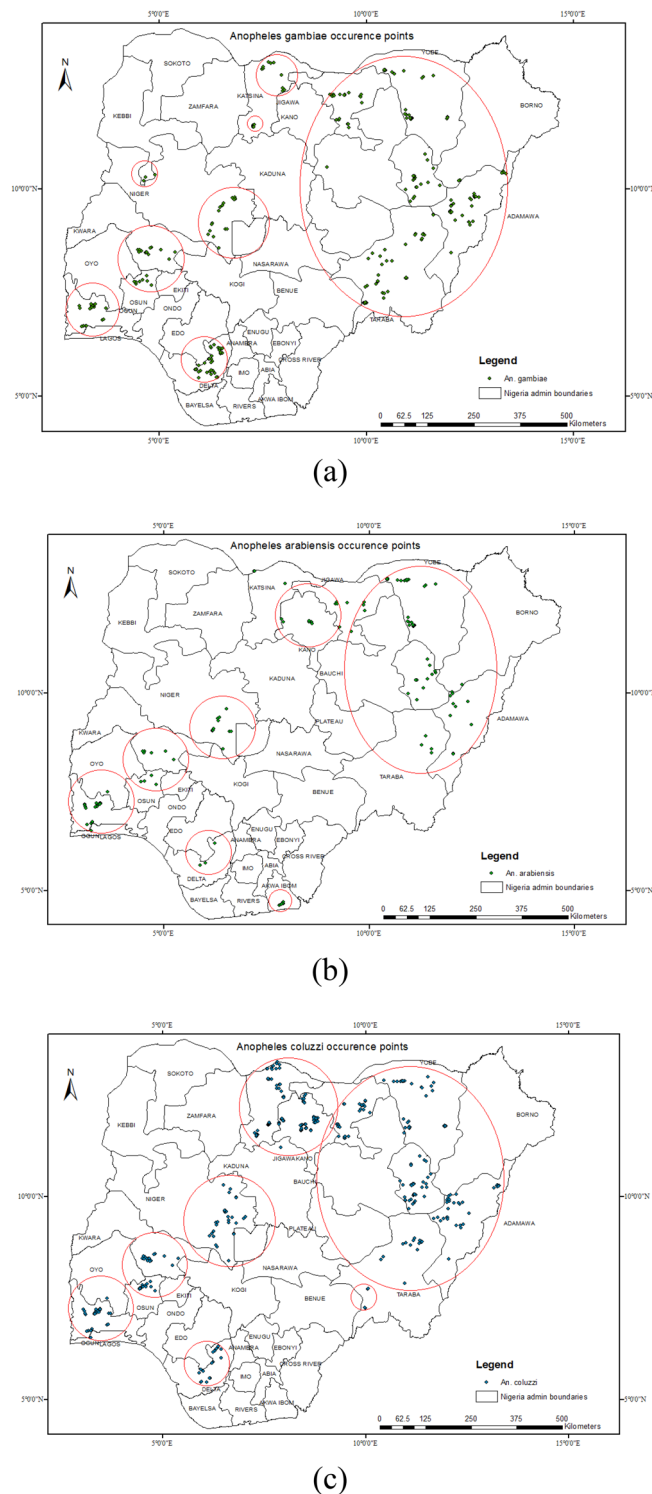 5°0'0"E 10°0'0"E 15°0'0"E
Anopheles gambiae occurence points
N
YOBE
SOKOTO
KATSINA
JIGAWA
BORNO
ZAMFARA
KANO
KEBBI
KADUNA
10°0'0"N 10°0'0"N
NIGER
ADAMAWA
KWARA
NASARAWA
OYO
KOGI
EKITI
BENUE
OSUN
OGUN
ONDO
TARABA
LAGOS
EDO
ENUGU
ANAMBRA
EBONYI
CROSS RIVER
IMO
ABIA
DELTA
BAYELSA
RIVERS
AKWA IBOM
Legend
An. gambiae
Nigeria admin boundaries
5°0'0"N 5°0'0"N
0 62.5 125 250 375 500
Kilometers
5°0'0"E 10°0'0"E 15°0'0"E
(a)
5°0'0"E 10°0'0"E 15°0'0"E
Anopheles arabiensis occurence points
N
YOBE
SOKOTO
KATSINA
JIGAWA
ZAMFARA
BORNO
KEBBI
KANO
KADUNA
BAUCHI
10°0'0"N 10°0'0"N
NIGER
PLATEAU
ADAMAWA
KWARA
NASARAWA
OYO
TARABA
KOGI
EKITI
BENUE
OSUN
ONDO
OGUN
LAGOS
EDO
ENUGU
ANAMBRA
EBONYI
CROSS RIVER
IMO
ABIA
DELTA
AKWA IBOM
BAYELSA
RIVERS
Legend
An. arabiensis
Nigeria admin boundaries
5°0'0"N 5°0'0"N
0 62.5 125 250 375 500
Kilometers
5°0'0"E 10°0'0"E 15°0'0"E
(b)
5°0'0"E 10°0'0"E 15°0'0"E
Anopheles coluzzi occurence points
N
YOBE
SOKOTO
ZAMFARA
BORNO
KEBBI
JIGAWA
KANO
KADUNA
BAUCHI
10°0'0"N 10°0'0"N
NIGER
PLATEAU
ADAMAWA
KWARA
OYO
NASARAWA
KOGI
EKITI
BENUE
TARABA
OSUN
ONDO
OGUN
LAGOS
EDO
ENUGU
ANAMBRA
EBONYI
CROSS RIVER
IMO
ABIA
DELTA
BAYELSA
RIVERS
AKWA IBOM
Legend
An. coluzzi
Nigeria admin boundaries
5°0'0"N 5°0'0"N
0 62.5 125 250 375 500
Kilometers
5°0'0"E 10°0'0"E 15°0'0"E
(c)